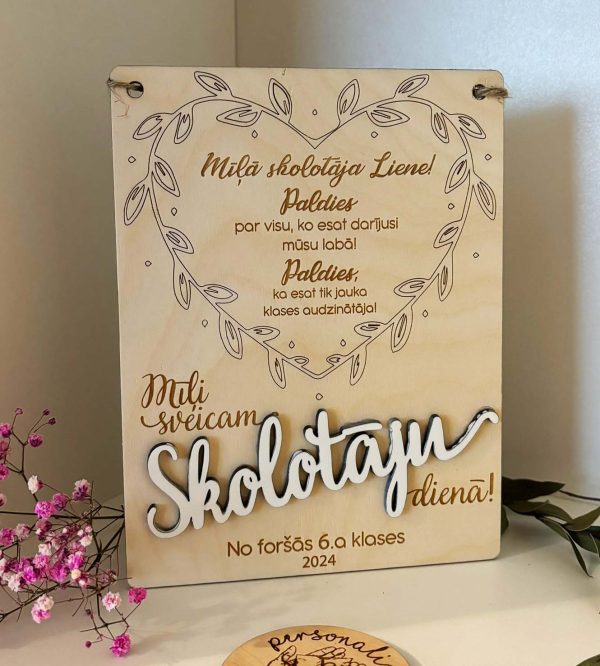 Mīļā skolotāja Liene!
Paldies
par visu, ko esat darījusi
mūsu labā!
Paldies,
ka esat tik jauka
klases audzinātāja!
Mīļi
sveicam
Skolotāju
dienā!
No foršās 6.a klases
2024